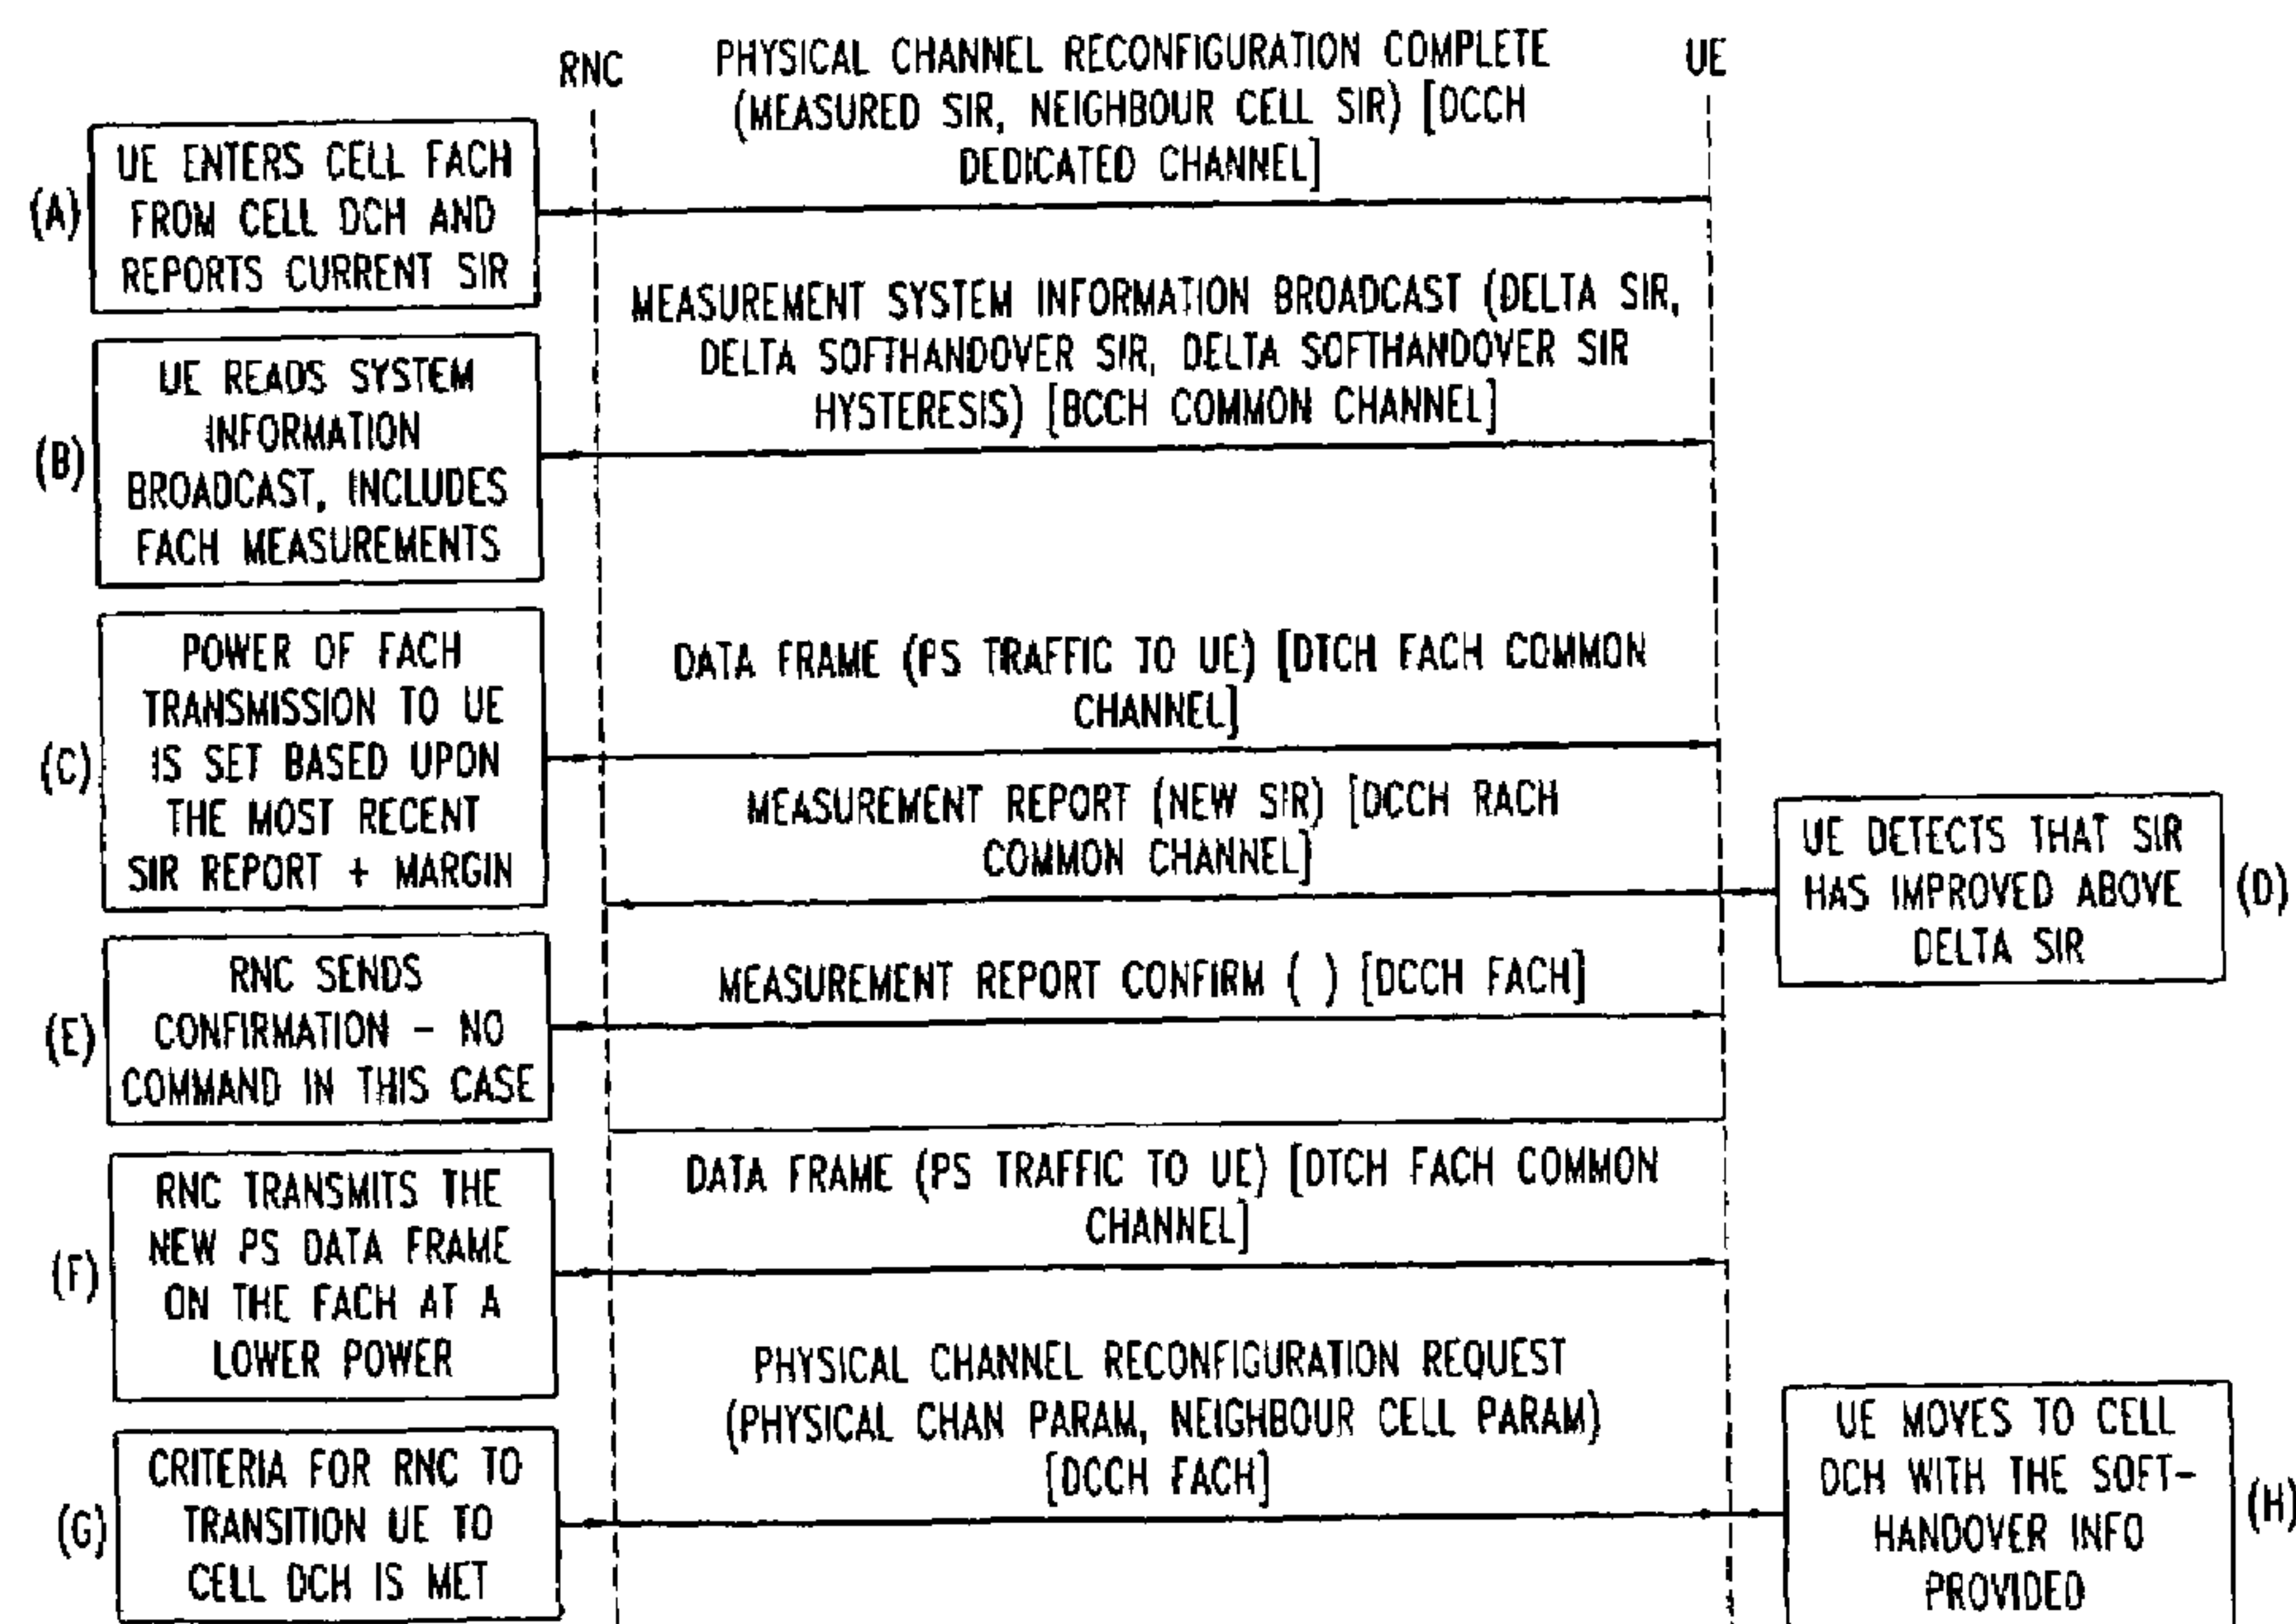 RNC
PHYSICAL CHANNEL RECONFIGURATION COMPLETE
(MEASURED SIR, NEIGHBOUR CELL SIR) [DCCH
DEDICATED CHANNEL]
UE
(A)
UE ENTERS CELL FACH
FROM CELL DCH AND
REPORTS CURRENT SIR
MEASUREMENT SYSTEM INFORMATION BROADCAST (DELTA SIR,
DELTA SOFTHANDOVER SIR, DELTA SOFTHANDOVER SIR
HYSTERESIS) [BCCH COMMON CHANNEL]
(B)
UE READS SYSTEM
INFORMATION
BROADCAST, INCLUDES
FACH MEASUREMENTS
(C)
POWER OF FACH
TRANSMISSION TO UE
IS SET BASED UPON
THE MOST RECENT
SIR REPORT + MARGIN
DATA FRAME (PS TRAFFIC TO UE) [DTCH FACH COMMON
CHANNEL]
MEASUREMENT REPORT (NEW SIR) [DCCH RACH
COMMON CHANNEL]
UE DETECTS THAT SIR
HAS IMPROVED ABOVE
DELTA SIR
(D)
(E)
RNC SENDS
CONFIRMATION - NO
COMMAND IN THIS CASE
MEASUREMENT REPORT CONFIRM ( ) [DCCH FACH]
(F)
RNC TRANSMITS THE
NEW PS DATA FRAME
ON THE FACH AT A
LOWER POWER
DATA FRAME (PS TRAFFIC TO UE) [DTCH FACH COMMON
CHANNEL]
(G)
CRITERIA FOR RNC TO
TRANSITION UE TO
CELL DCH IS MET
PHYSICAL CHANNEL RECONFIGURATION REQUEST
(PHYSICAL CHAN PARAM, NEIGHBOUR CELL PARAM)
[DCCH FACH]
UE MOVES TO CELL
DCH WITH THE SOFT-
HANDOVER INFO
PROVIDED
(H)